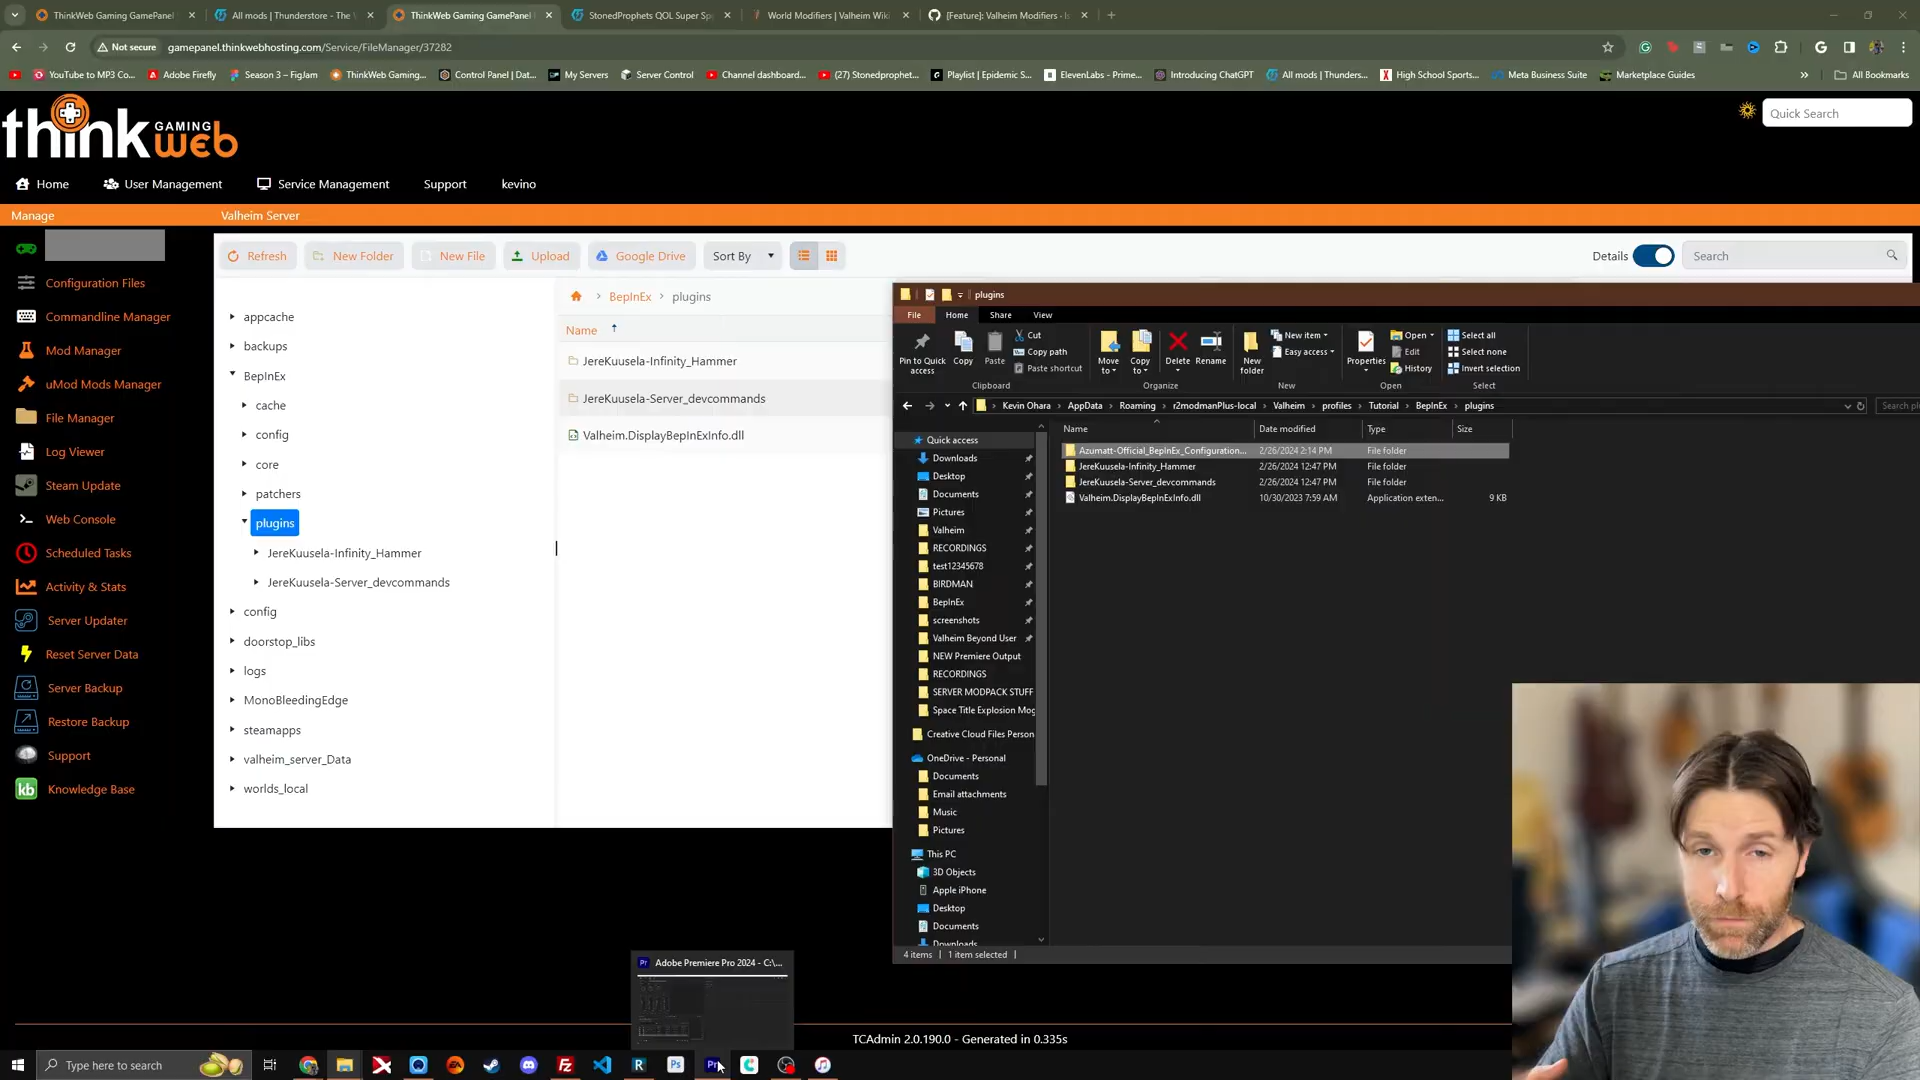 ThinkWeb Gaming GamePanel
All mods | Thunderstore - The
ThinkWeb Gaming GamePanel
StonedProphets QOL Super Sp
World Modifiers | Valheim Wiki
[Feature]: Valheim Modifiers - Is
Not secure
gamepanel.thinkwebhosting.com/Service/FileManager/37282
YouTube to MP3 Co...
Adobe Firefly
Season 3 – FigJam
ThinkWeb Gaming...
Control Panel | Dat...
My Servers
Server Control
Channel dashboard...
(27) Stonedprophet...
Playlist | Epidemic S...
ElevenLabs - Prime...
Introducing ChatGPT
All mods | Thunders...
High School Sports...
Meta Business Suite
Marketplace Guides
All Bookmarks
think GAMING web
Quick Search
Home
User Management
Service Management
Support
kevino
Manage
Valheim Server
Configuration Files
Commandline Manager
Mod Manager
uMod Mods Manager
File Manager
Log Viewer
Steam Update
Web Console
Scheduled Tasks
Activity & Stats
Server Updater
Reset Server Data
Server Backup
Restore Backup
Support
kb Knowledge Base
Refresh
New Folder
New File
Upload
Google Drive
Sort By
Details
Search
appcache
backups
BepInEx
cache
config
core
patchers
plugins
JereKuusela-Infinity_Hammer
JereKuusela-Server_devcommands
config
doorstop_libs
logs
MonoBleedingEdge
steamapps
valheim_server_Data
worlds_local
BepInEx > plugins
Name
JereKuusela-Infinity_Hammer
JereKuusela-Server_devcommands
Valheim.DisplayBepInExInfo.dll
plugins
File
Home
Share
View
Pin to Quick access
Copy
Paste
Cut
Copy path
Paste shortcut
Clipboard
Move to
Copy to
Delete
Rename
Organize
New folder
New item
Easy access
New
Properties
Open
Edit
History
Open
Select all
Select none
Invert selection
Select
Kevin Ohara > AppData > Roaming > r2modmanPlus-local > Valheim > profiles > Tutorial > BepInEx > plugins
Search pl
Quick access
Downloads
Desktop
Documents
Pictures
Valheim
RECORDINGS
test12345678
BIRDMAN
BepInEx
screenshots
Valheim Beyond User
NEW Premiere Output
RECORDINGS
SERVER MODPACK STUFF
Space Title Explosion Mog
Creative Cloud Files Person
OneDrive - Personal
Documents
Email attachments
Music
Pictures
This PC
3D Objects
Apple iPhone
Desktop
Documents
Downloads
Name
Date modified
Type
Size
Azumatt-Official_BepInEx_Configuration... 2/26/2024 2:14 PM File folder
JereKuusela-Infinity_Hammer 2/26/2024 12:47 PM File folder
JereKuusela-Server_devcommands 2/26/2024 12:47 PM File folder
Valheim.DisplayBepInExInfo.dll 10/30/2023 7:59 AM Application exten... 9 KB
4 items | 1 item selected |
Adobe Premiere Pro 2024 - C:\...
TCAdmin 2.0.190.0 - Generated in 0.335s
Type here to search